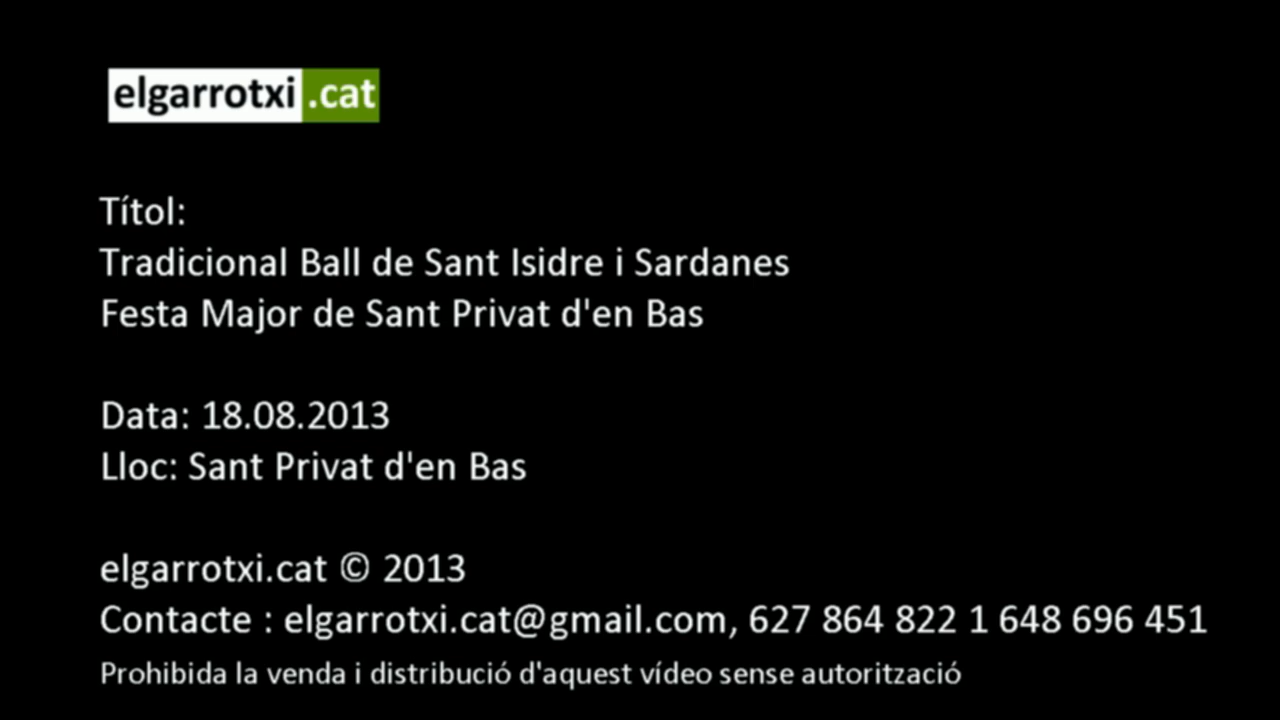 elgarrotxi.cat
Títol:
Tradicional Ball de Sant Isidre i Sardanes
Festa Major de Sant Privat d'en Bas
Data: 18.08.2013
Lloc: Sant Privat d'en Bas
elgarrotxi.cat © 2013
Contacte : elgarrotxi.cat@gmail.com, 627 864 822 1 648 696 451
Prohibida la venda i distribució d'aquest vídeo sense autorització